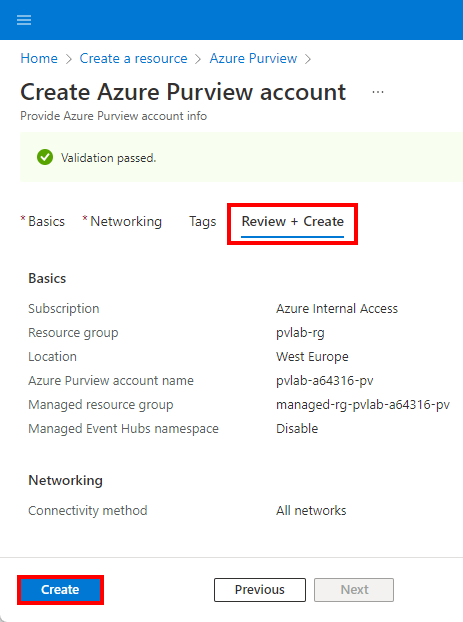 Home > Create a resource > Azure Purview >
Create Azure Purview account ...
Provide Azure Purview account info
Validation passed.
* Basics * Networking Tags Review + Create
Basics
Subscription Azure Internal Access
Resource group pvlab-rg
Location West Europe
Azure Purview account name pvlab-a64316-pv
Managed resource group managed-rg-pvlab-a64316-pv
Managed Event Hubs namespace Disable
Networking
Connectivity method All networks
Create Previous Next